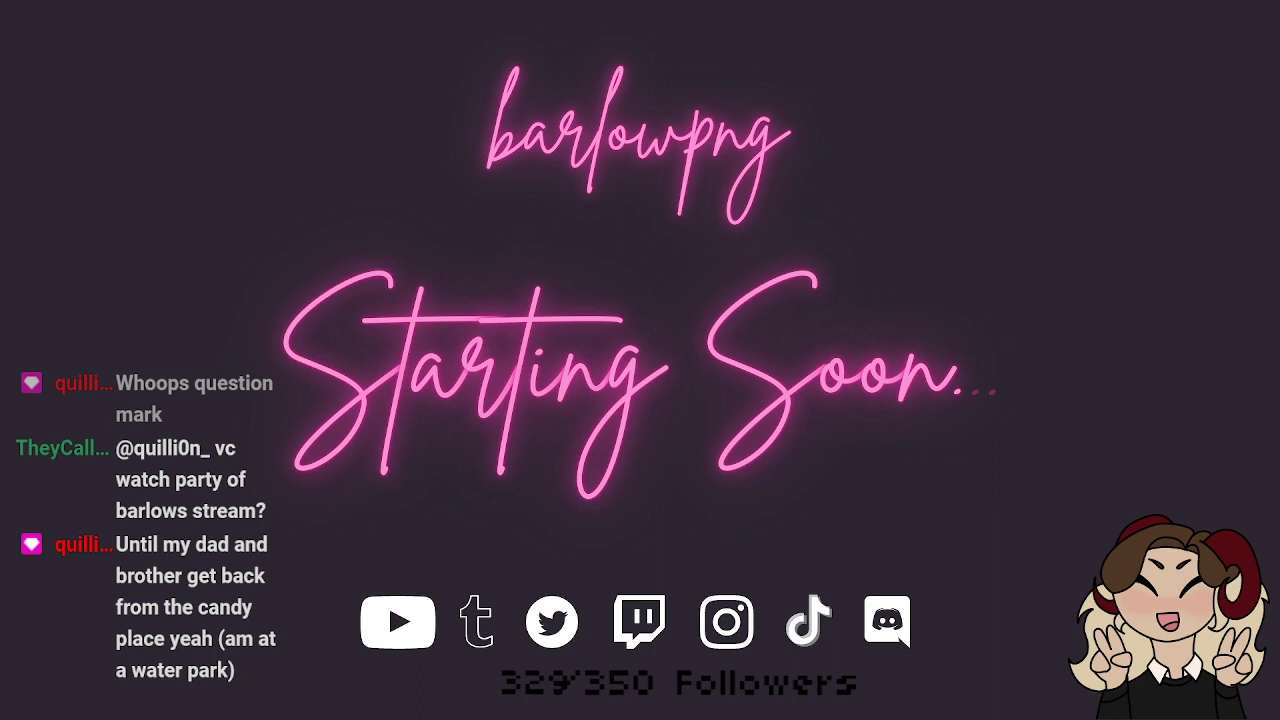 barlowpng
Starting Soon...
quilli... Whoops question
mark
TheyCall... @quilli0n_ vc
watch party of
barlows stream?
quilli... Until my dad and
brother get back
from the candy
place yeah (am at
a water park)
329/350 Followers